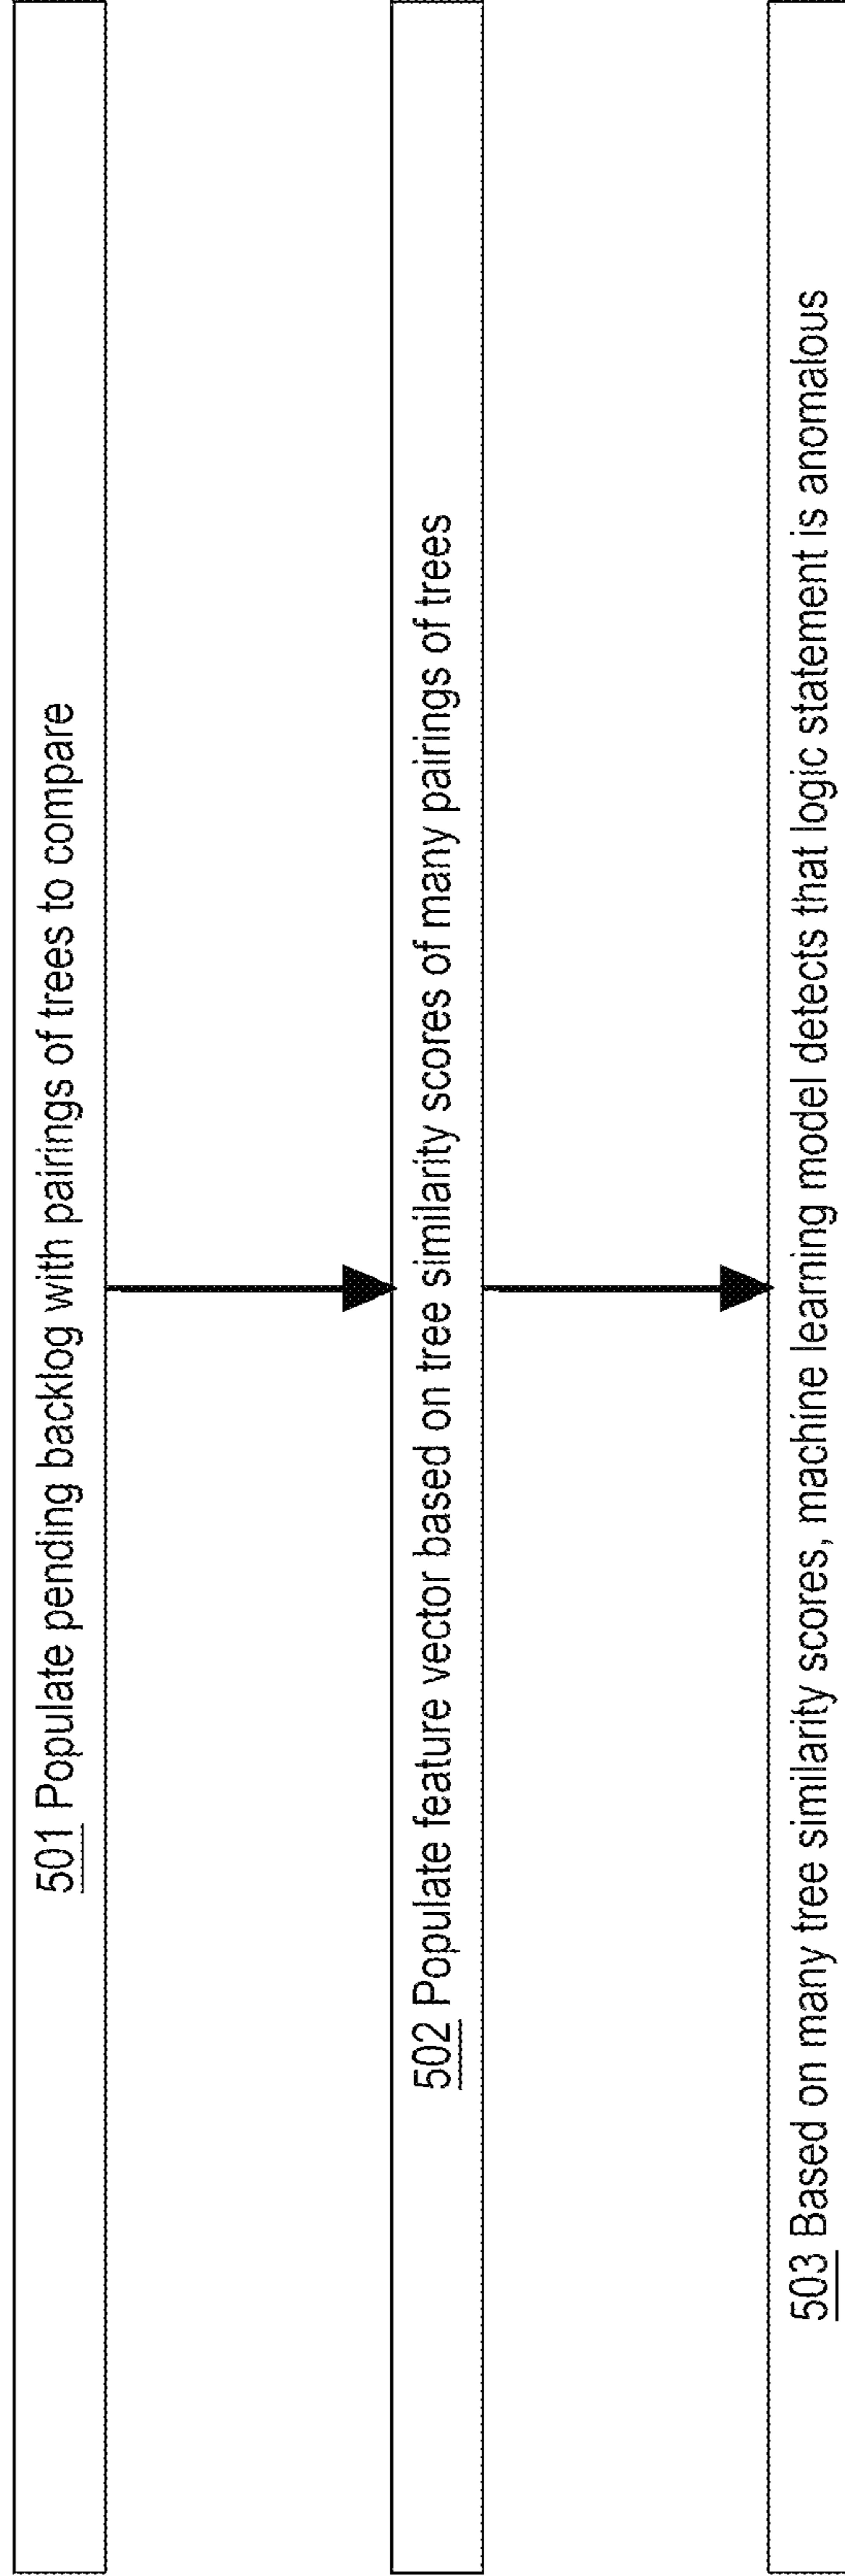 501 Populate pending backlog with pairings of trees to compare
502 Populate feature vector based on tree similarity scores of many pairings of trees
503 Based on many tree similarity scores, machine learning model detects that logic statement is anomalous